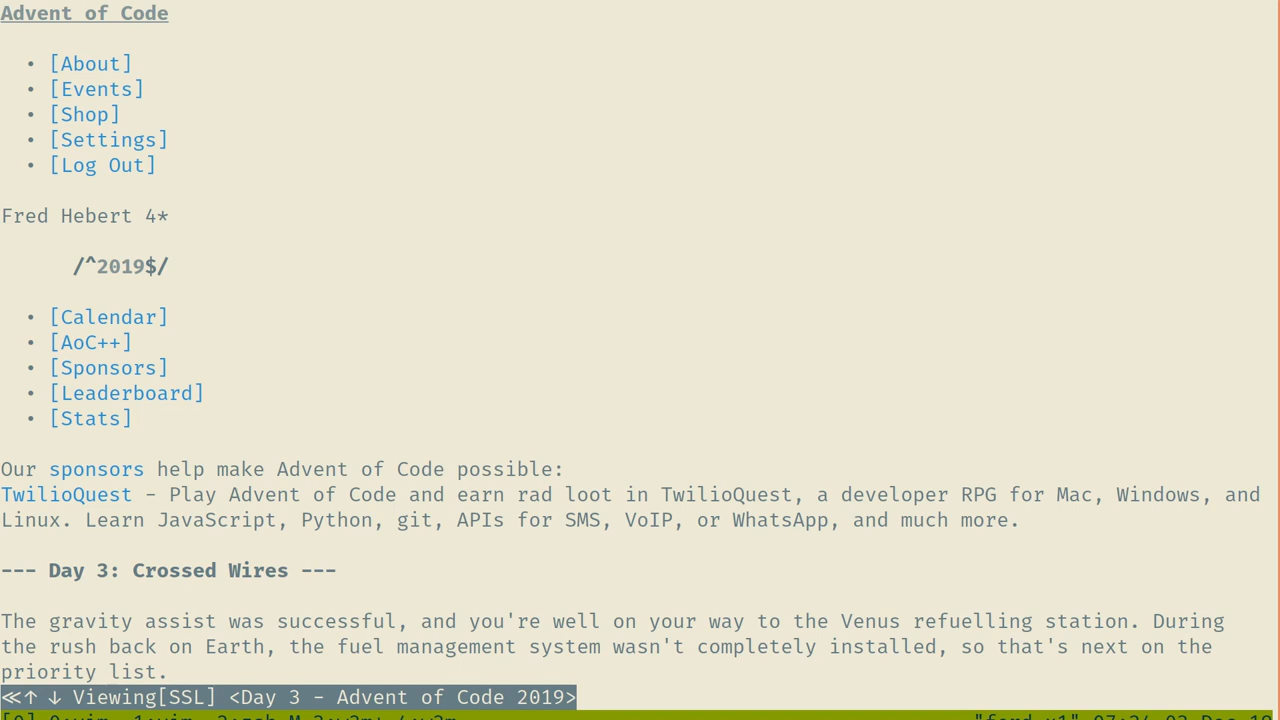 Advent of Code
• [About]
• [Events]
• [Shop]
• [Settings]
• [Log Out]
Fred Hebert 4*
/^2019$/
• [Calendar]
• [AoC++]
• [Sponsors]
• [Leaderboard]
• [Stats]
Our sponsors help make Advent of Code possible:
TwilioQuest - Play Advent of Code and earn rad loot in TwilioQuest, a developer RPG for Mac, Windows, and
Linux. Learn JavaScript, Python, git, APIs for SMS, VoIP, or WhatsApp, and much more.
--- Day 3: Crossed Wires ---
The gravity assist was successful, and you're well on your way to the Venus refuelling station. During
the rush back on Earth, the fuel management system wasn't completely installed, so that's next on the
priority list.
≪↑ ↓ Viewing[SSL] <Day 3 - Advent of Code 2019>